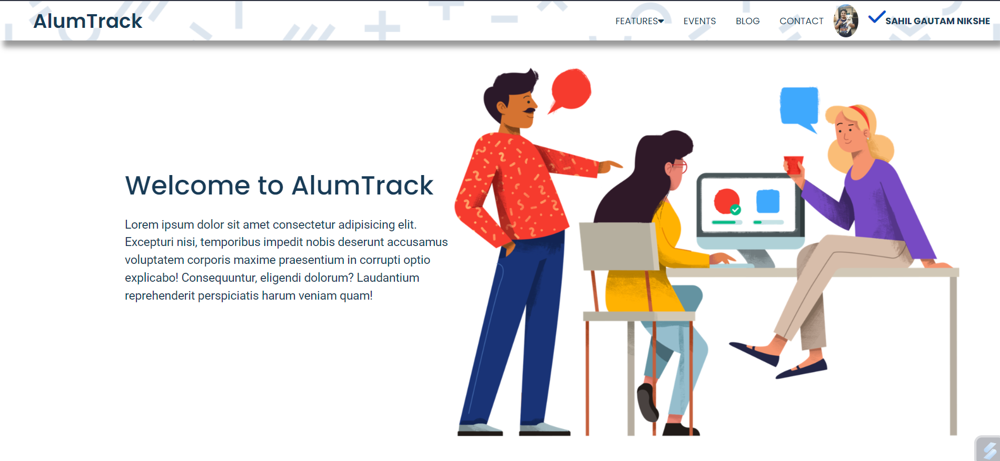 AlumTrack
FEATURES
EVENTS
BLOG
CONTACT
SAHIL GAUTAM NIKSHE
Welcome to AlumTrack
Lorem ipsum dolor sit amet consectetur adipisicing elit.
Excepturi nisi, temporibus impedit nobis deserunt accusamus
voluptatem corporis maxime praesentium in corrupti optio
explicabo! Consequuntur, eligendi dolorum? Laudantium
reprehenderit perspiciatis harum veniam quam!